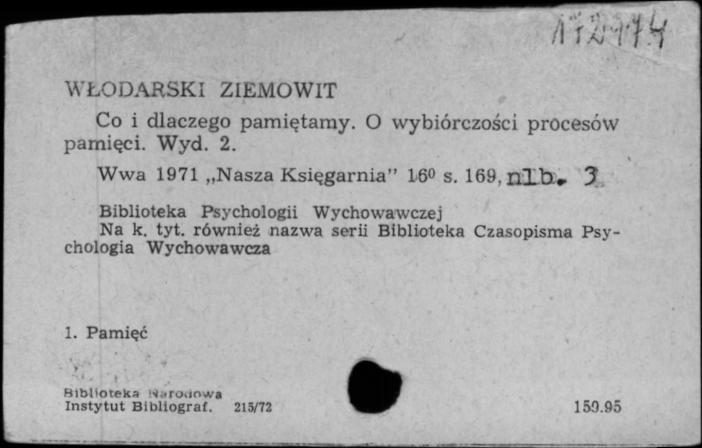 WŁODARSKI ZIEMOWIT
Co i dlaczego pamiętamy. O wybiórczości procesów
pamięci. Wyd. 2.
Wwa 1971 „Nasza Księgarnia” 16⁰ s. 169, nlb. 3
Biblioteka Psychologii Wychowawczej
Na k. tyt. również nazwa serii Biblioteka Czasopisma Psy-
chologia Wychowawcza
1. Pamięć
Biblioteka Narodowa
Instytut Bibliograf. 215/72
159.95